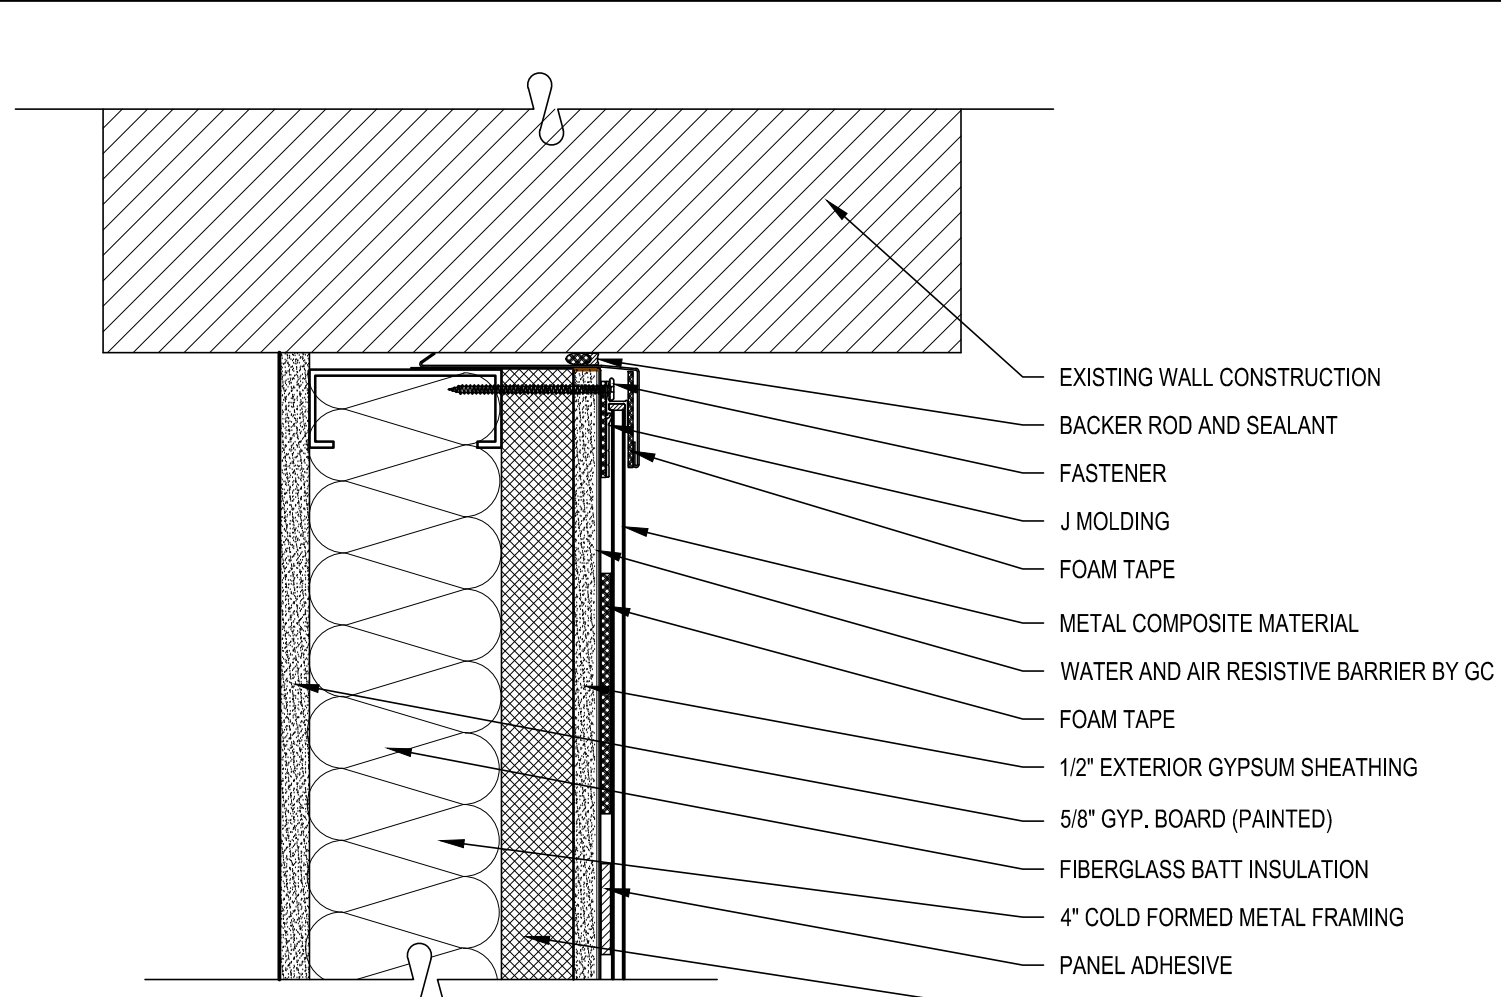 EXISTING WALL CONSTRUCTION
BACKER ROD AND SEALANT
FASTENER
J MOLDING
FOAM TAPE
METAL COMPOSITE MATERIAL
WATER AND AIR RESISTIVE BARRIER BY GC
FOAM TAPE
1/2" EXTERIOR GYPSUM SHEATHING
5/8" GYP. BOARD (PAINTED)
FIBERGLASS BATT INSULATION
4" COLD FORMED METAL FRAMING
PANEL ADHESIVE